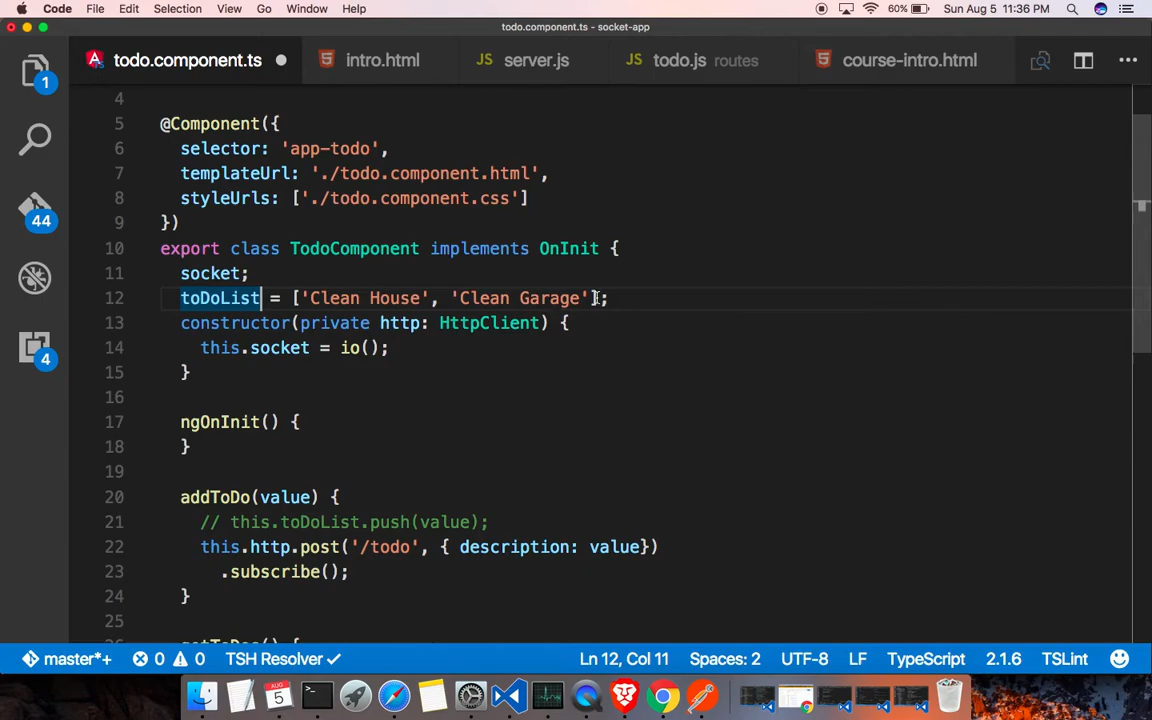 Code File Edit Selection View Go Window Help 60% Sun Aug 5 11:36 PM
todo.component.ts - socket-app
todo.component.ts intro.html JS server.js JS todo.js routes course-intro.html
1
44
4
4
5 @Component({
6 selector: 'app-todo',
7 templateUrl: './todo.component.html',
8 styleUrls: ['./todo.component.css']
9 })
10 export class TodoComponent implements OnInit {
11 socket;
12 toDoList = ['Clean House', 'Clean Garage'];
13 constructor(private http: HttpClient) {
14 this.socket = io();
15 }
16
17 ngOnInit() {
18 }
19
20 addToDo(value) {
21 // this.toDoList.push(value);
22 this.http.post('/todo', { description: value})
23 .subscribe();
24 }
25
26 getToDos() {
master*+ 0 0 TSH Resolver Ln 12, Col 11 Spaces: 2 UTF-8 LF TypeScript 2.1.6 TSLint
AUG
5